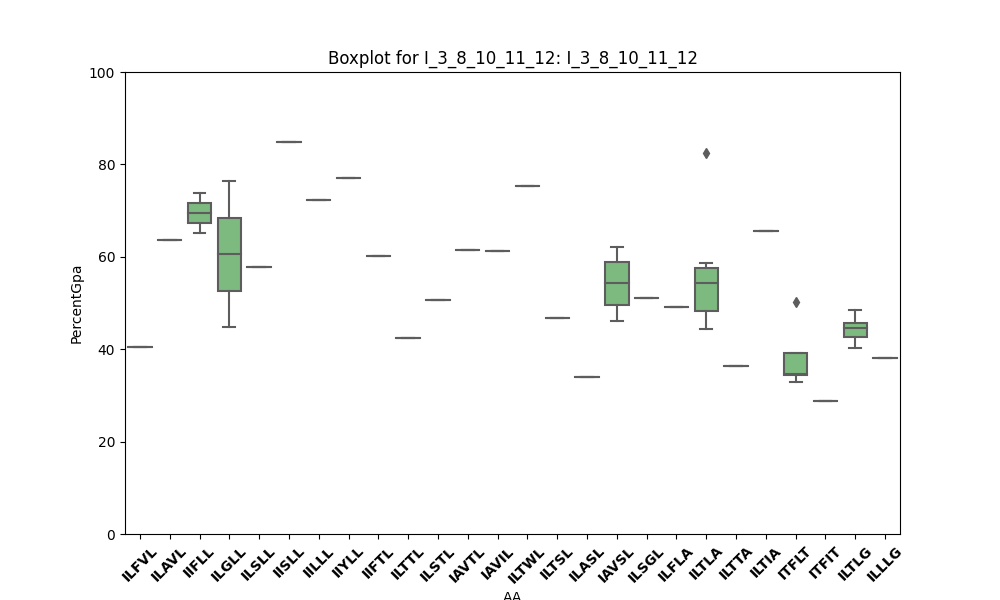 Boxplot for I_3_8_10_11_12: I_3_8_10_11_12
PercentGpa
100
80
60
40
20
0
ILFVL
ILAVL
IIFLL
ILGLL
ILSLL
IISLL
IILLL
IIYLL
IIFTL
ILTTL
ILSTL
IAVTL
IAVIL
ILTWL
ILTSL
ILASL
IAVSL
ILSGL
ILFLA
ILTLA
ILTTA
ILTIA
ITFLT
ITFIT
ILTLG
ILLLG
AA